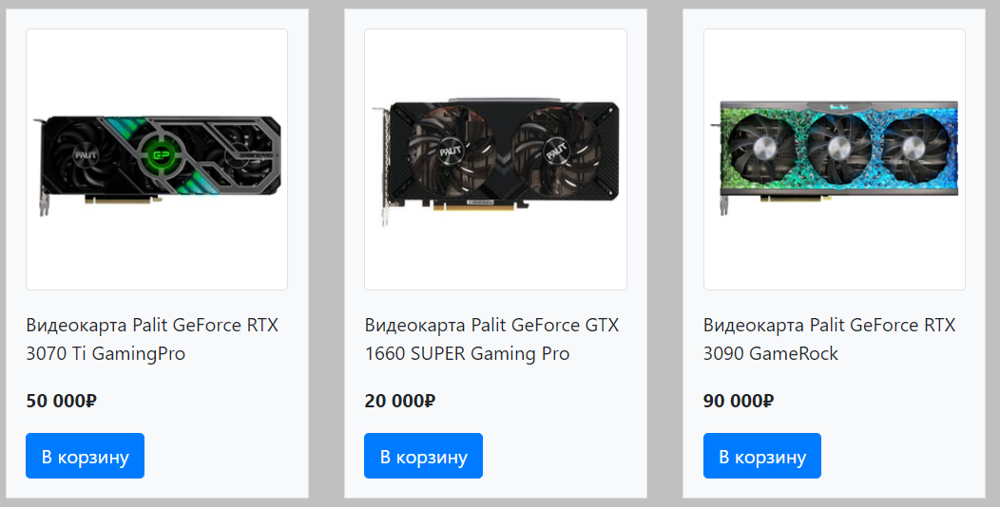 PALIT
GP
GAMINGPRO
PALIT
PALIT
Видеокарта Palit GeForce RTX
3070 Ti GamingPro
50 000₽
В корзину
Видеокарта Palit GeForce GTX
1660 SUPER Gaming Pro
20 000₽
В корзину
Видеокарта Palit GeForce RTX
3090 GameRock
90 000₽
В корзину